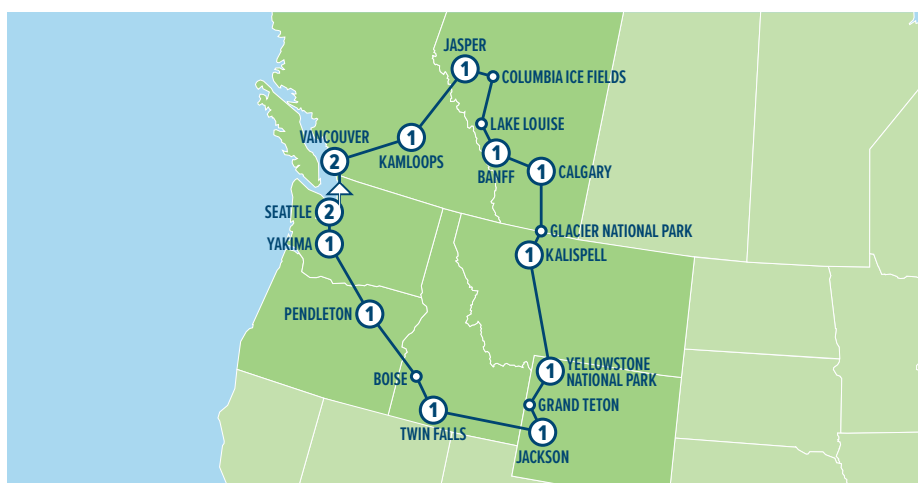 JASPER
1
COLUMBIA ICE FIELDS
LAKE LOUISE
VANCOUVER
1
KAMLOOPS
1
BANFF
2
1
CALGARY
SEATTLE
2
GLACIER NATIONAL PARK
YAKIMA
1
1
KALISPELL
PENDLETON
1
BOISE
1
YELLOWSTONE
NATIONAL PARK
GRAND TETON
1
TWIN FALLS
1
JACKSON